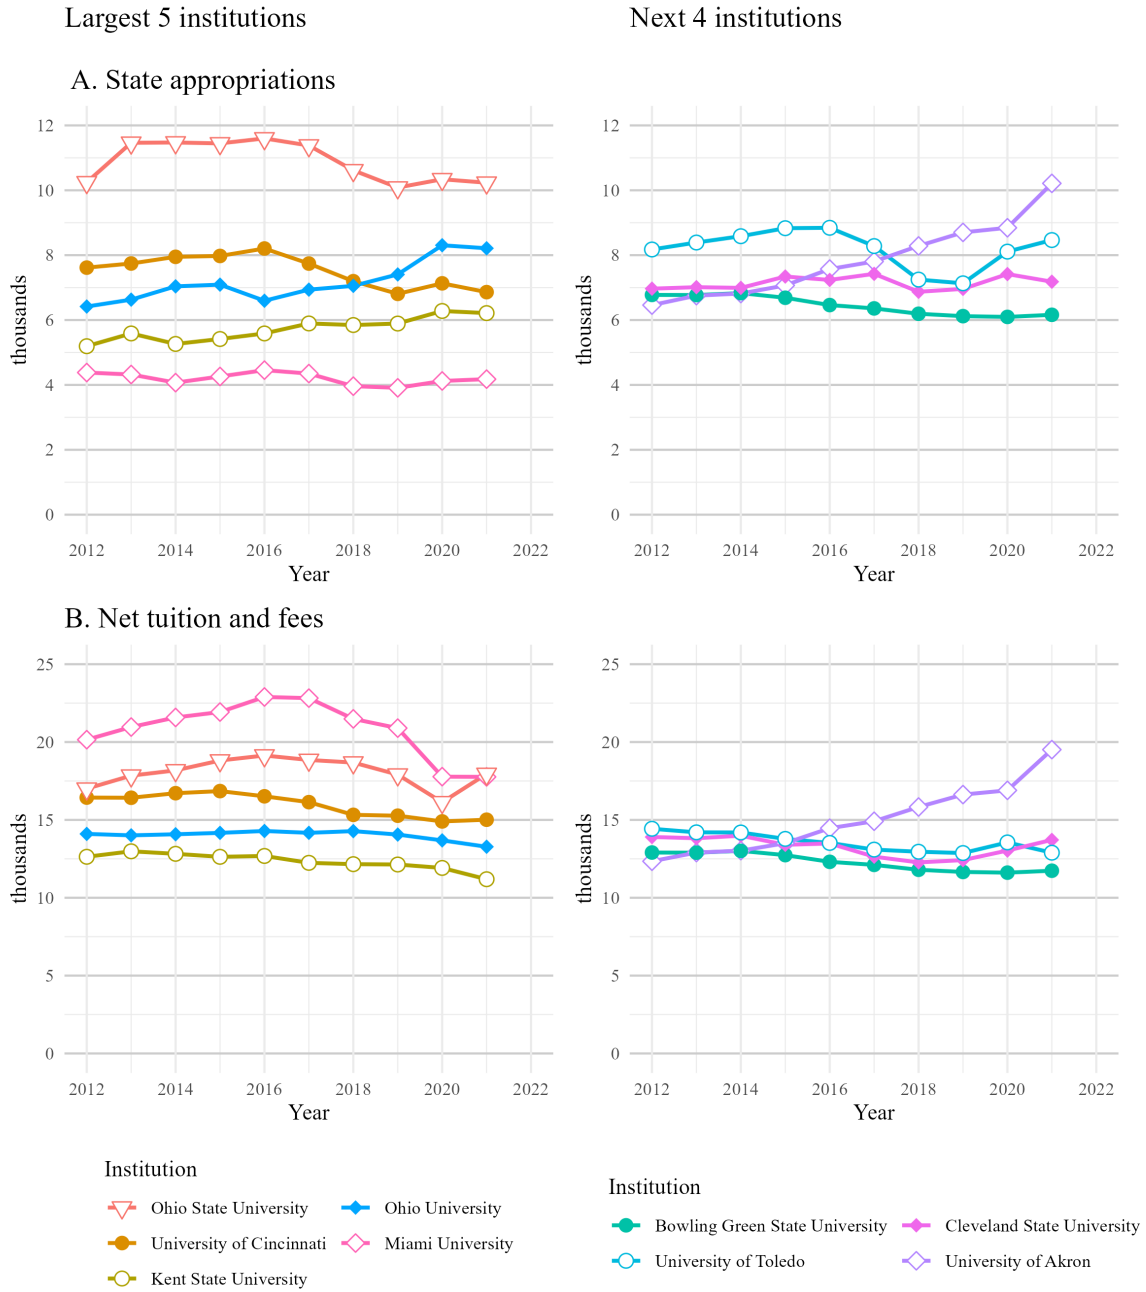 Largest 5 institutions
Next 4 institutions
A. State appropriations
thousands
12
10
8
6
4
2
0
2012 2014 2016 2018 2020 2022
Year
thousands
12
10
8
6
4
2
0
2012 2014 2016 2018 2020 2022
Year
B. Net tuition and fees
thousands
25
20
15
10
5
0
2012 2014 2016 2018 2020 2022
Year
thousands
25
20
15
10
5
0
2012 2014 2016 2018 2020 2022
Year
Institution
Ohio State University
Ohio University
University of Cincinnati
Miami University
Kent State University
Institution
Bowling Green State University
Cleveland State University
University of Toledo
University of Akron